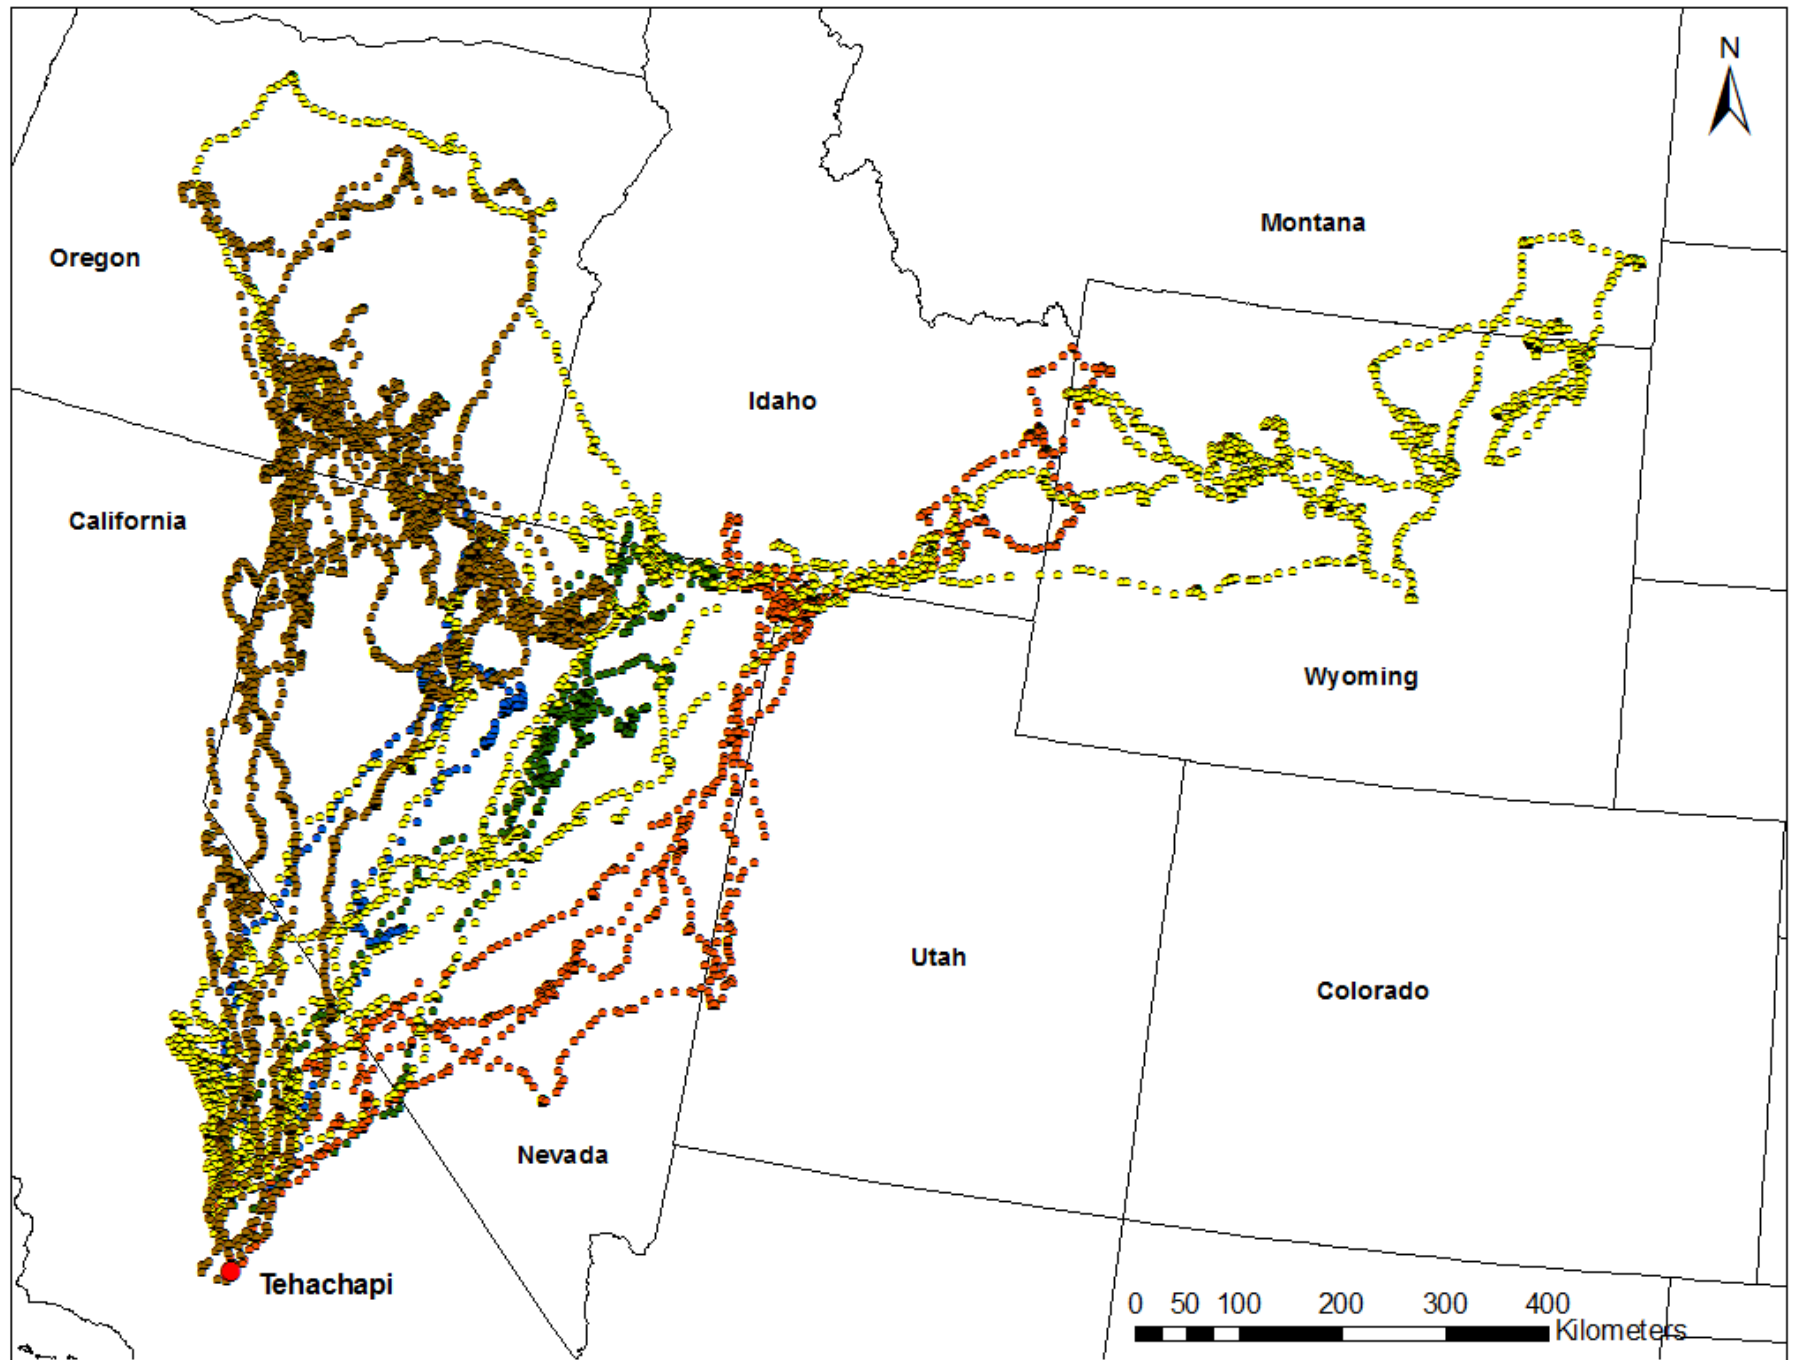 N
Montana
Oregon
Idaho
California
Wyoming
Utah
Colorado
Nevada
Tehachapi
0 50 100 200 300 400
Kilometers